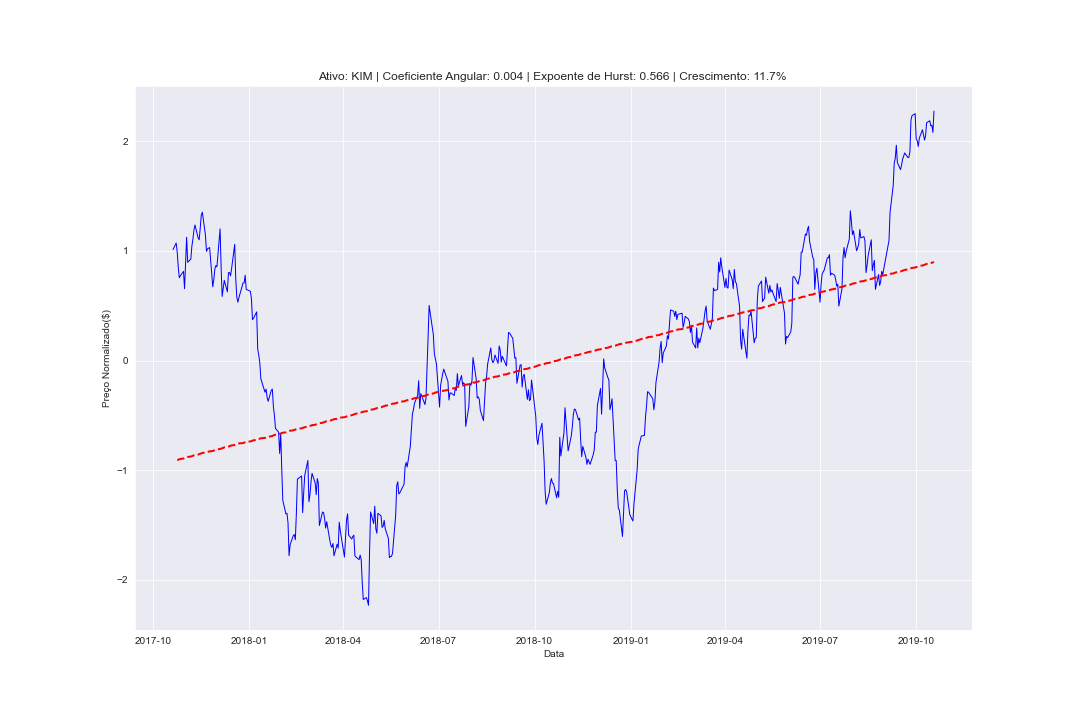 Ativo: KIM | Coeficiente Angular: 0.004 | Expoente de Hurst: 0.566 | Crescimento: 11.7%
Preço Normalizado($)
2
1
0
−1
−2
2017-10 2018-01 2018-04 2018-07 2018-10 2019-01 2019-04 2019-07 2019-10
Data